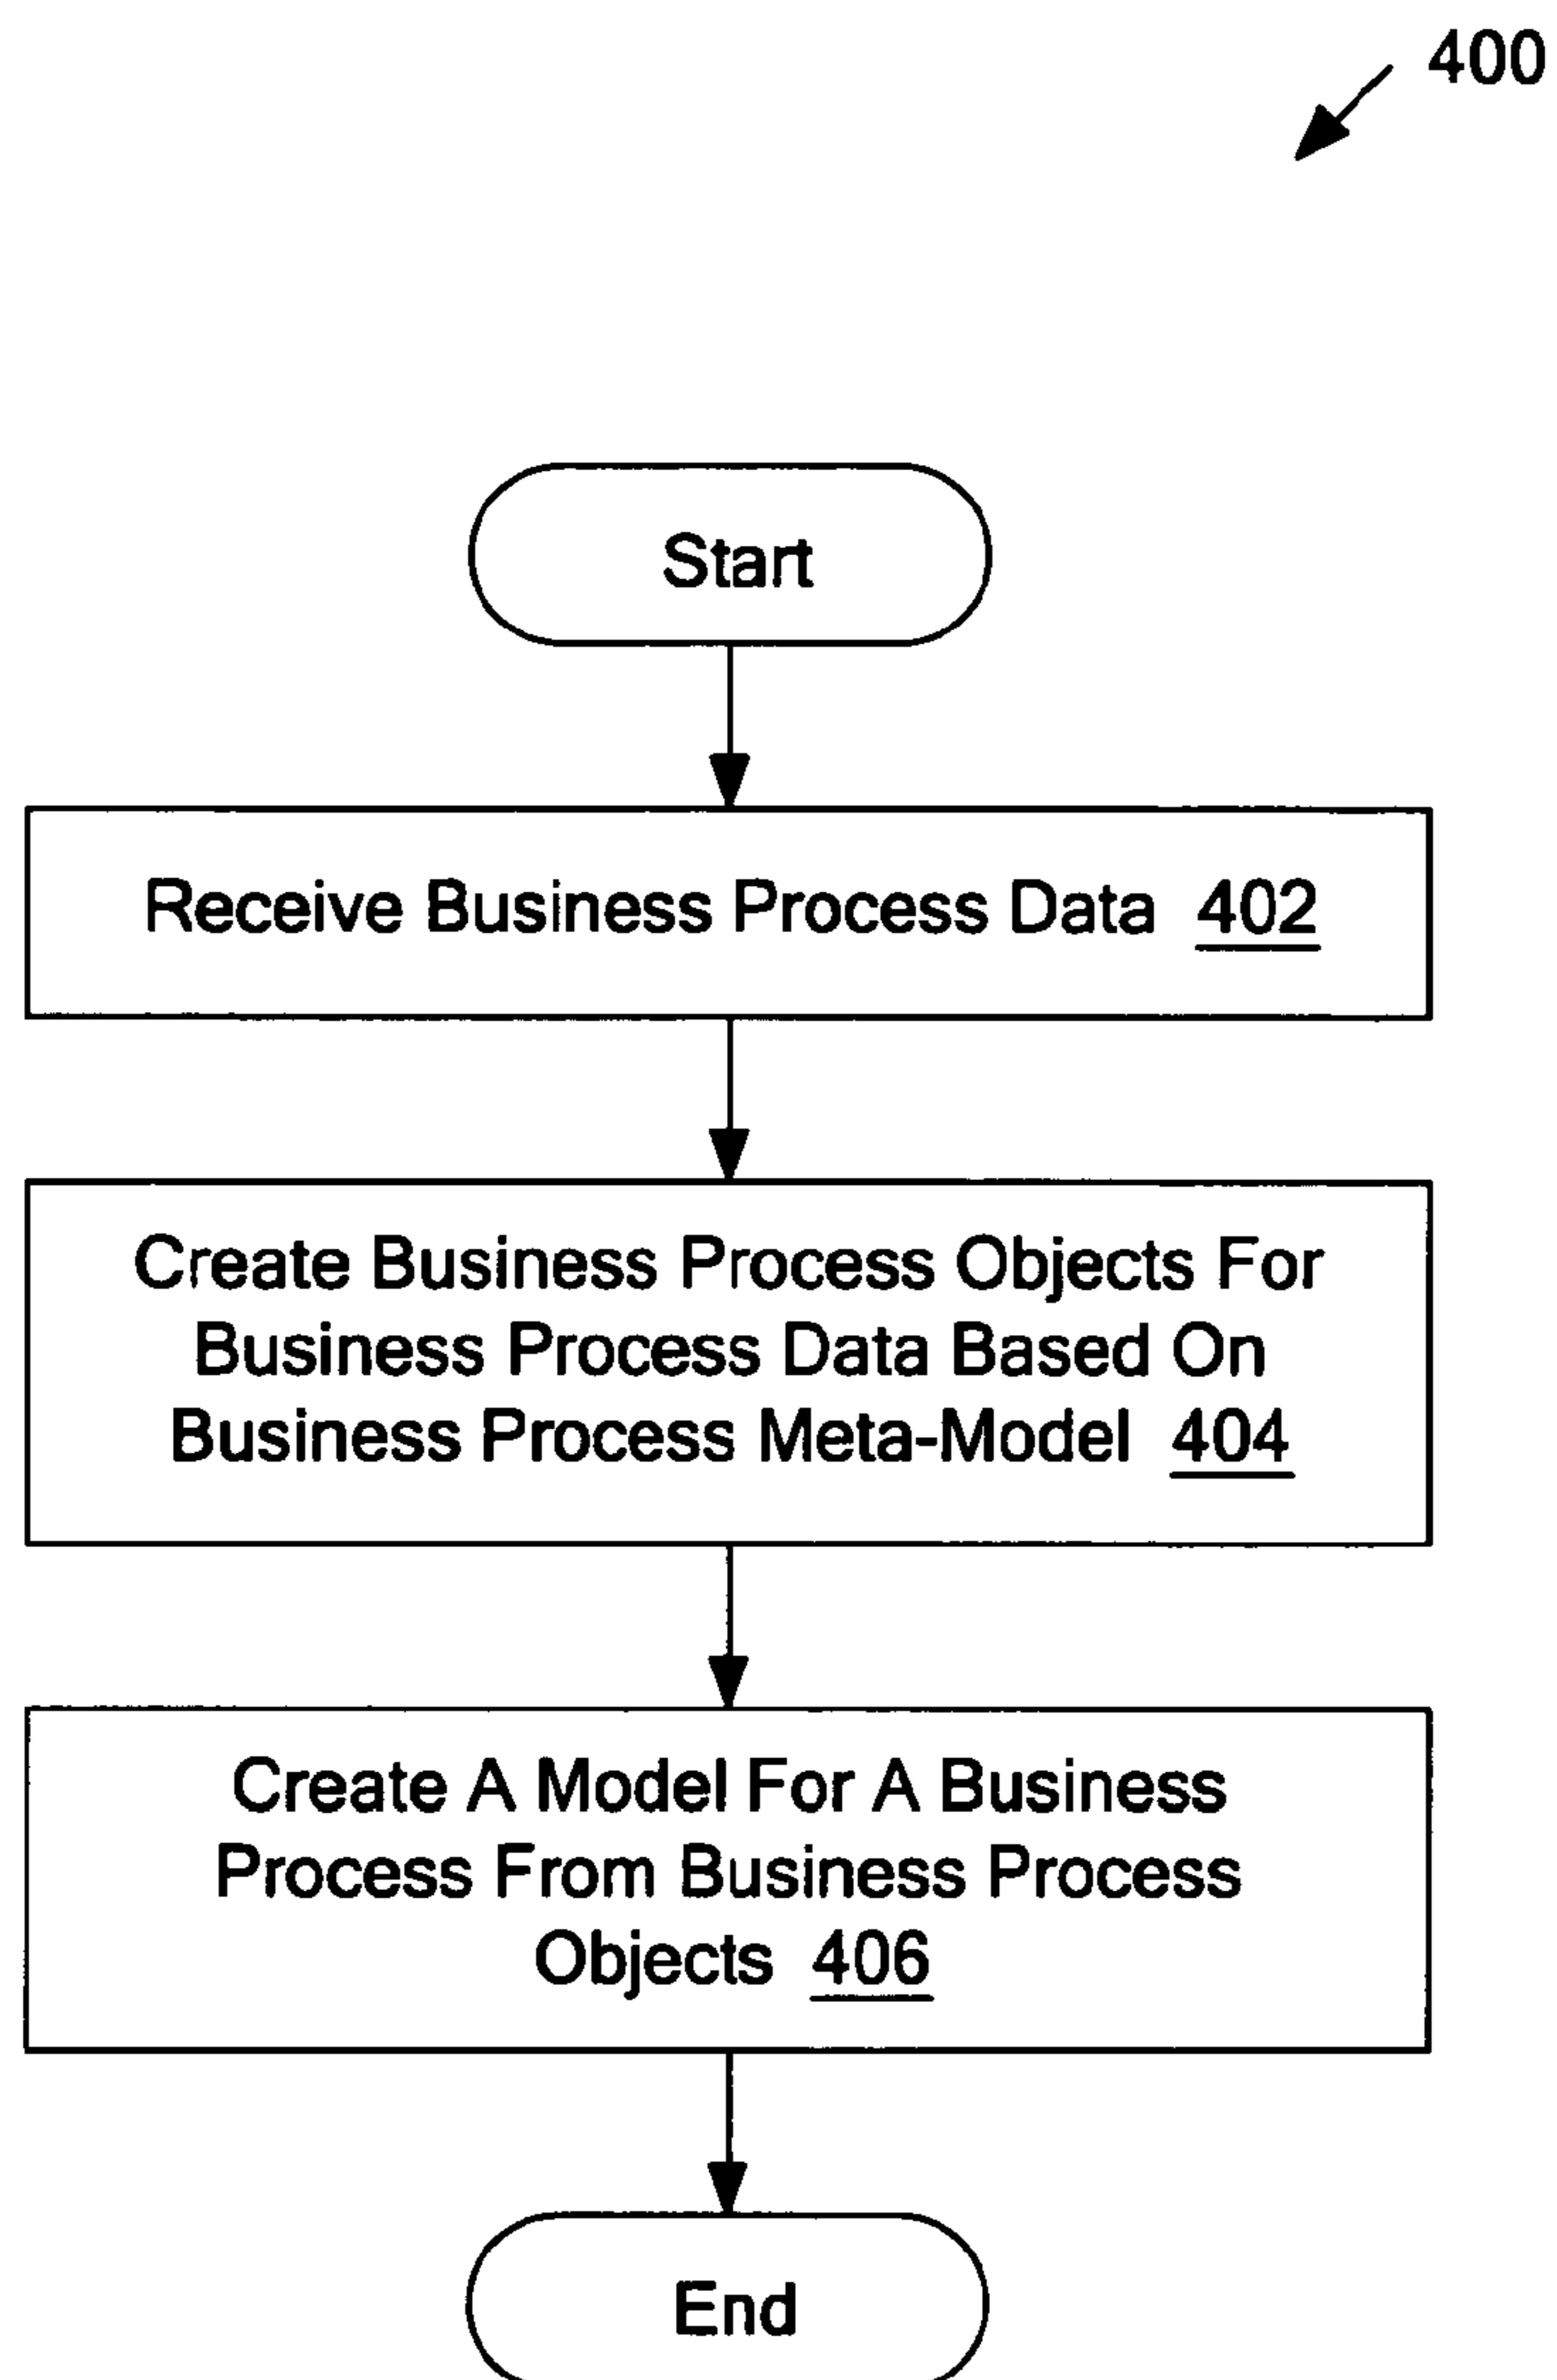 400
Start
Receive Business Process Data 402
Create Business Process Objects For
Business Process Data Based On
Business Process Meta-Model 404
Create A Model For A Business
Process From Business Process
Objects 406
End